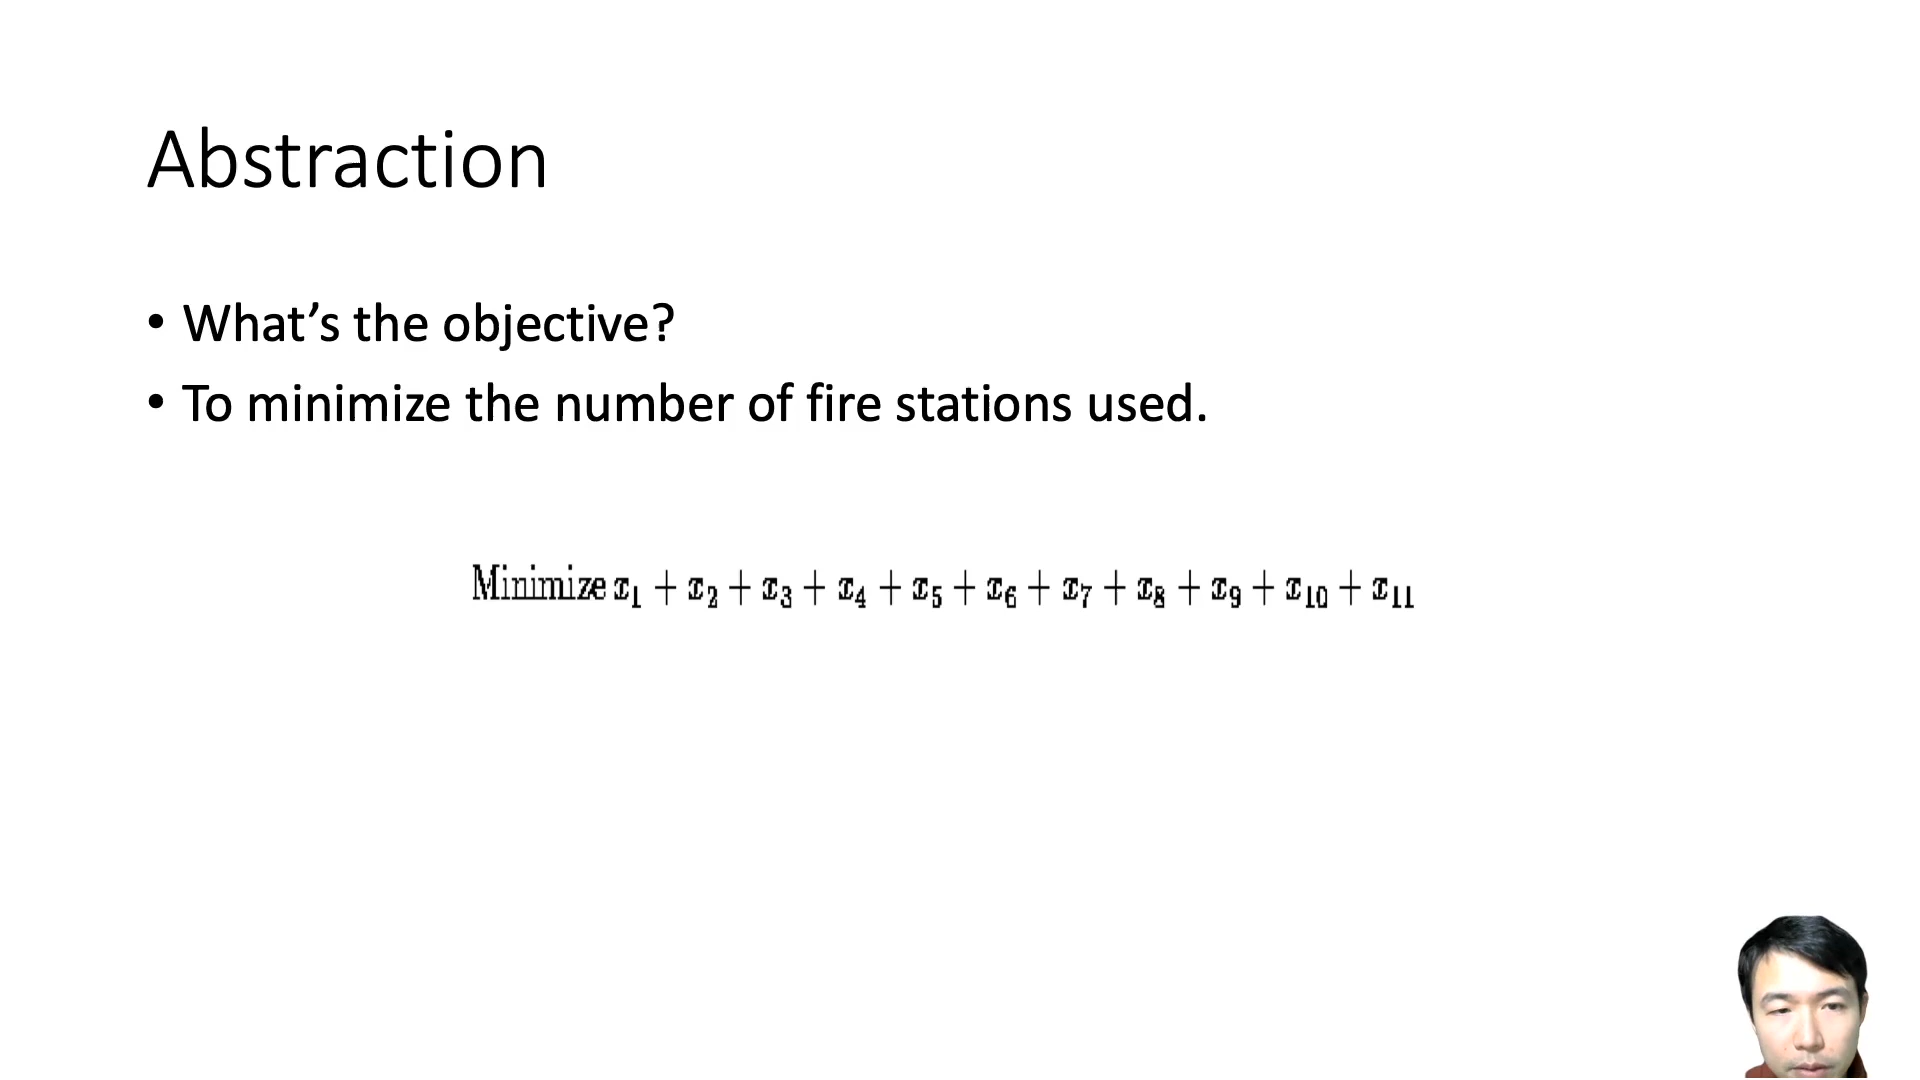 Abstraction
• What’s the objective?
• To minimize the number of fire stations used.
Minimize x₁ + x₂ + x₃ + x₄ + x₅ + x₆ + x₇ + x₈ + x₉ + x₁₀ + x₁₁